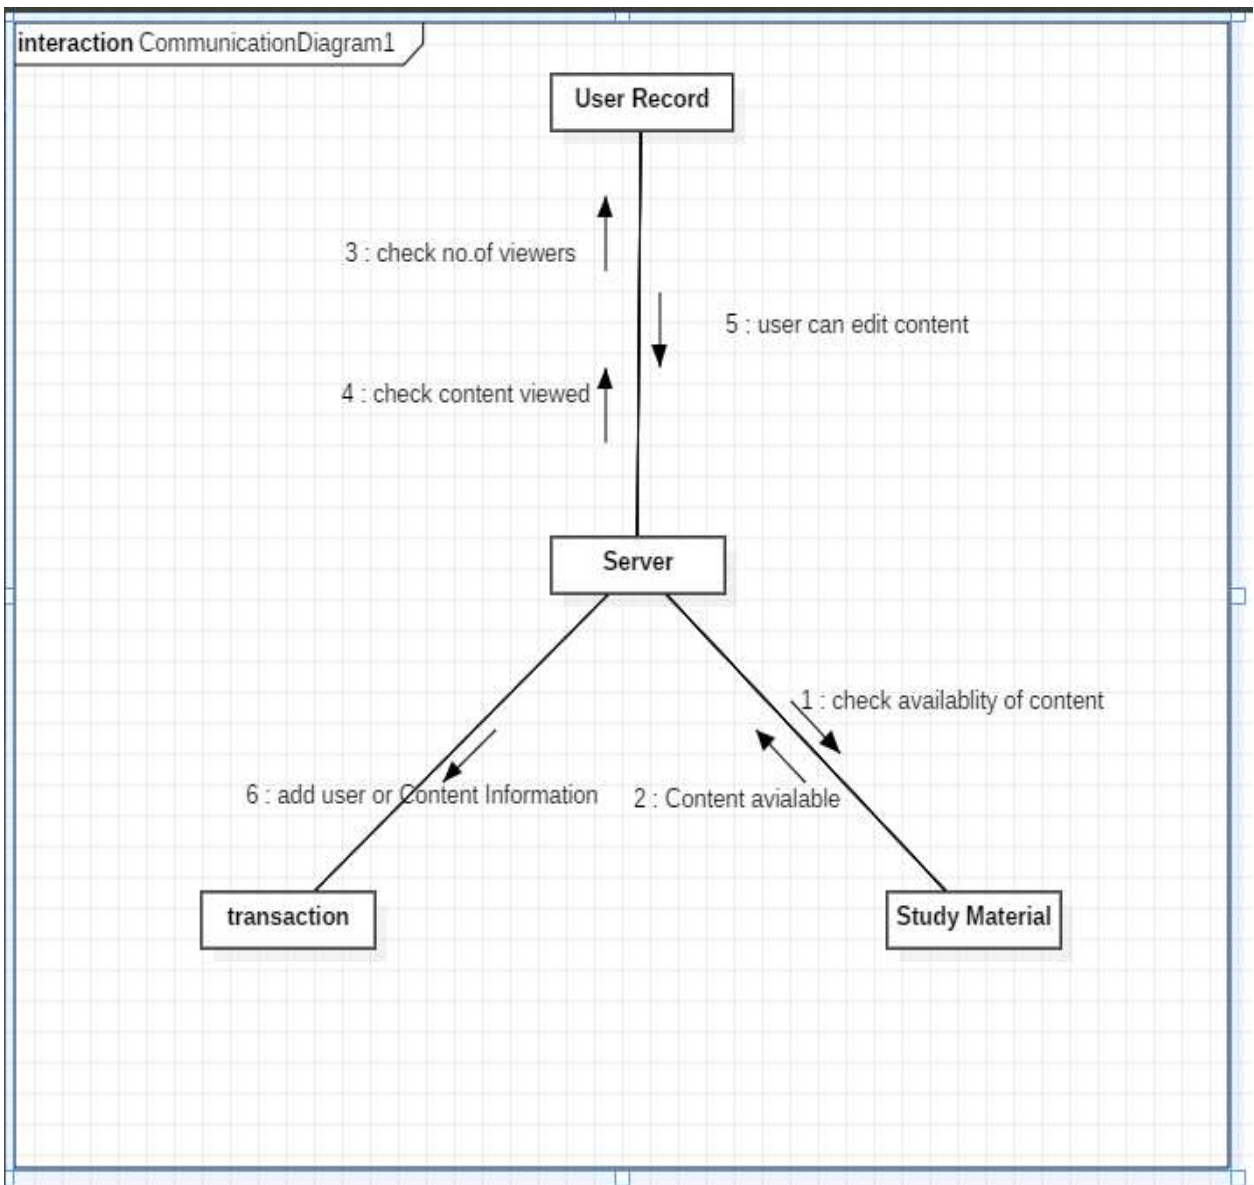 interaction CommunicationDiagram1
User Record
3 : check no.of viewers
5 : user can edit content
4 : check content viewed
Server
1 : check availablity of content
6 : add user or Content Information
2 : Content avialable
transaction
Study Material